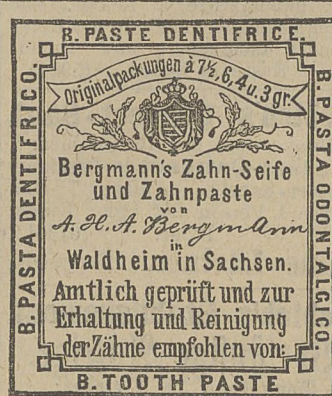 B. PASTE DENTIFRICE.
B. PASTA DENTIFRICO.
Originalpackungen à 7½, 6, 4 u. 3 gr.
Bergmann's Zahn-Seife
und Zahnpaste
von
A. H. A. Bergmann
in
Waldheim in Sachsen.
Amtlich geprüft und zur
Erhaltung und Reinigung
der Zähne empfohlen von:
B. PASTA ODONTALGICO.
B. TOOTH PASTE